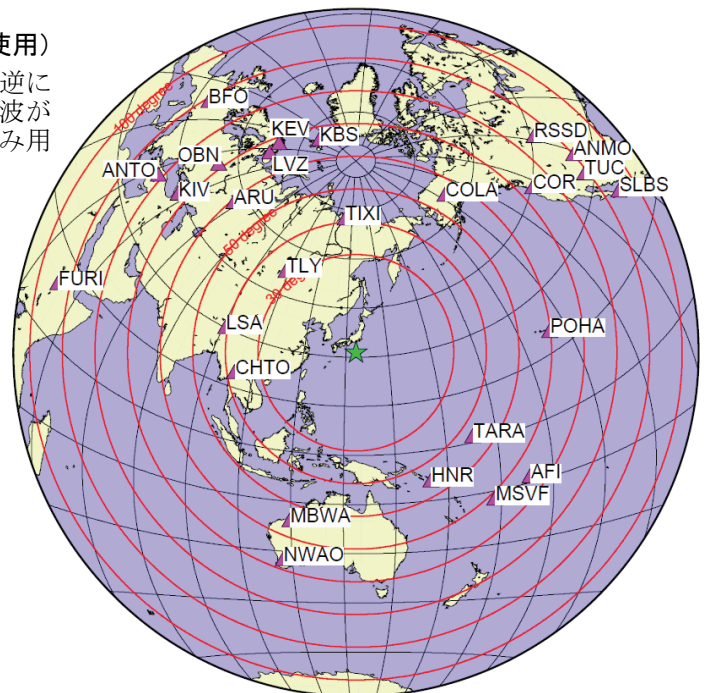 使用）
逆に
波が
み用
100 degree
BFO
KEV
KBS
RSSD
OBN
LVZ
ANMO
ANTO
TUC
KIV
ARU
COLA
COR
SLBS
TIXI
60 degree
TLY
FURI
30 degree
LSA
POHA
CHTO
TARA
HNR
AFI
MSVF
MBWA
NWAO